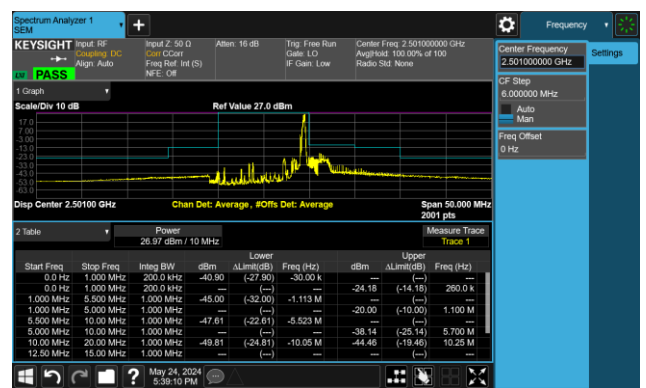 Spectrum Analyzer 1
SEM
Frequency
KEYSIGHT
Input: RF
Coupling: DC
Align: Auto
Input Z: 50 Ω
Corr CCorr
Freq Ref: Int (S)
NFE: Off
Atten: 16 dB
Trig: Free Run
Gate: LO
IF Gain: Low
Center Freq: 2.501000000 GHz
Avg|Hold: 100.00% of 100
Radio Std: None
PASS
Center Frequency
2.501000000 GHz
Settings
CF Step
6.000000 MHz
Auto
Man
Freq Offset
0 Hz
1 Graph
Scale/Div 10 dB
Ref Value 27.0 dBm
17.0
7.00
-3.00
-13.0
-23.0
-33.0
-43.0
-53.0
-63.0
Disp Center 2.50100 GHz
Chan Det: Average , #Offs Det: Average
Span 50.000 MHz
2001 pts
2 Table
Power
26.97 dBm / 10 MHz
Measure Trace
Trace 1
Lower Upper
Start Freq Stop Freq Integ BW dBm ΔLimit(dB) Freq (Hz) dBm ΔLimit(dB) Freq (Hz)
0.0 Hz 1.000 MHz 200.0 kHz -40.90 (-27.90) -30.00 k --- (---) ---
0.0 Hz 1.000 MHz 200.0 kHz --- (---) --- -24.18 (-14.18) 260.0 k
1.000 MHz 5.500 MHz 1.000 MHz -45.00 (-32.00) -1.113 M --- (---) ---
1.000 MHz 5.000 MHz 1.000 MHz --- (---) --- -20.00 (-10.00) 1.100 M
5.500 MHz 10.00 MHz 1.000 MHz -47.61 (-22.61) -5.523 M --- (---) ---
5.000 MHz 10.00 MHz 1.000 MHz --- (---) --- -38.14 (-25.14) 5.700 M
10.00 MHz 20.00 MHz 1.000 MHz -49.81 (-24.81) -10.05 M -44.46 (-19.46) 10.25 M
12.50 MHz 15.00 MHz 1.000 MHz --- (---) --- --- (---) ---
May 24, 2024
5:39:10 PM